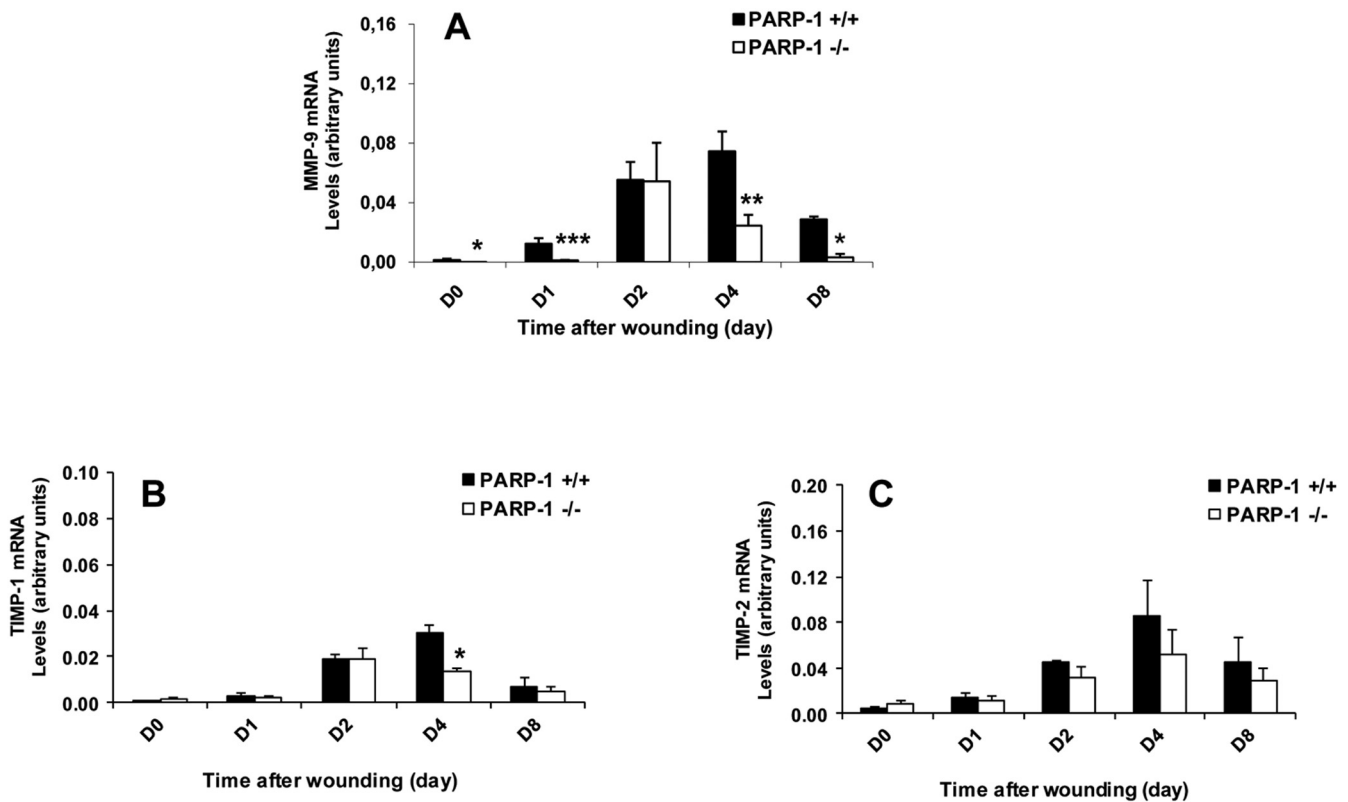 A
PARP-1 +/+
PARP-1 -/-
MMP-9 mRNA
Levels (arbitrary units)
0,16
0,12
0,08
0,04
0,00
*
***
**
*
D0
D1
D2
D4
D8
Time after wounding (day)
B
PARP-1 +/+
PARP-1 -/-
TIMP-1 mRNA
Levels (arbitrary units)
0.10
0.08
0.06
0.04
0.02
0.00
*
D0
D1
D2
D4
D8
Time after wounding (day)
C
PARP-1 +/+
PARP-1 -/-
TIMP-2 mRNA
Levels (arbitrary units)
0.20
0.16
0.12
0.08
0.04
0.00
D0
D1
D2
D4
D8
Time after wounding (day)